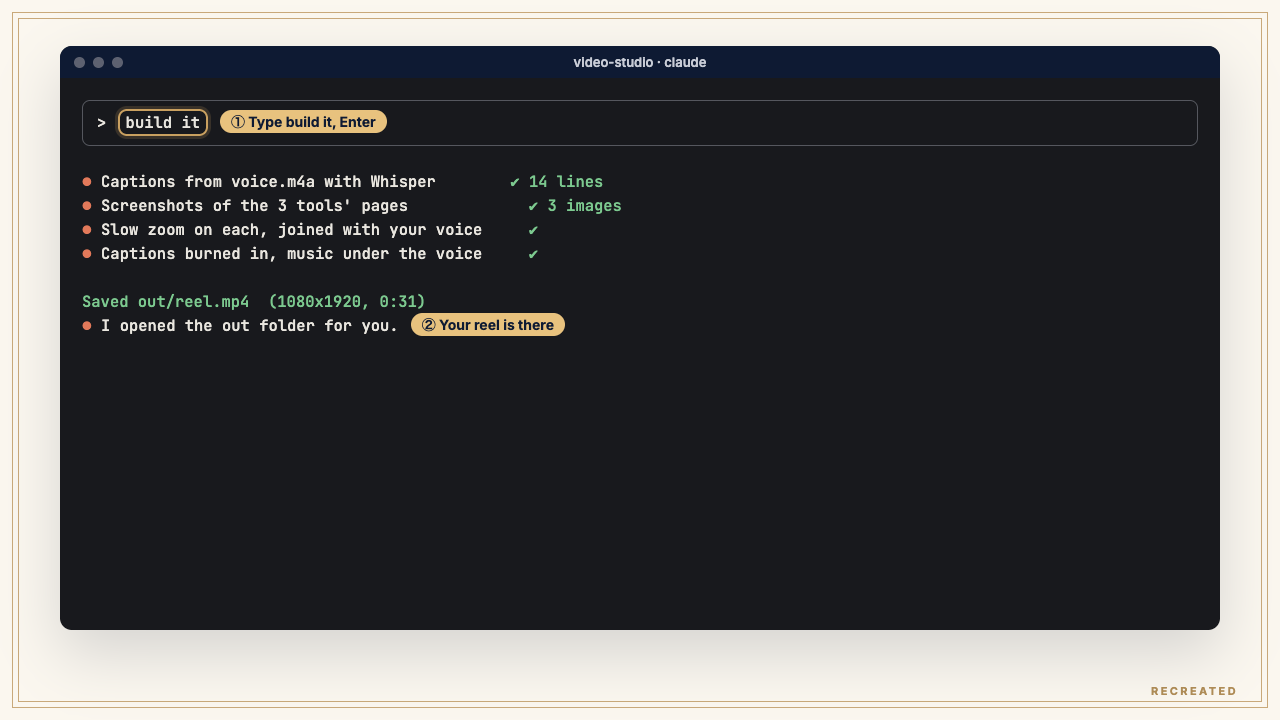 video-studio · claude
> build it ① Type build it, Enter
● Captions from voice.m4a with Whisper ✔ 14 lines
● Screenshots of the 3 tools' pages ✔ 3 images
● Slow zoom on each, joined with your voice ✔
● Captions burned in, music under the voice ✔
Saved out/reel.mp4 (1080x1920, 0:31)
● I opened the out folder for you. ② Your reel is there
RECREATED